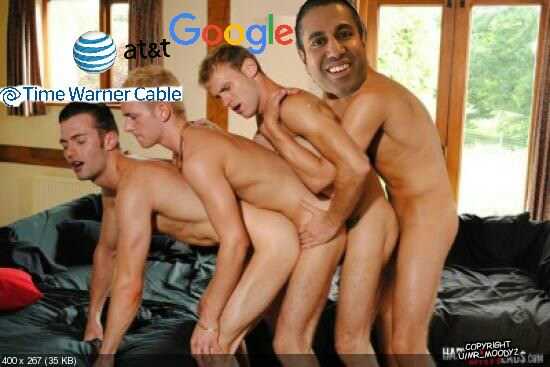 at&t
Google
Time Warner Cable
COPYRIGHT
U/MR_MOODYZ
400 × 267 (35 KB)